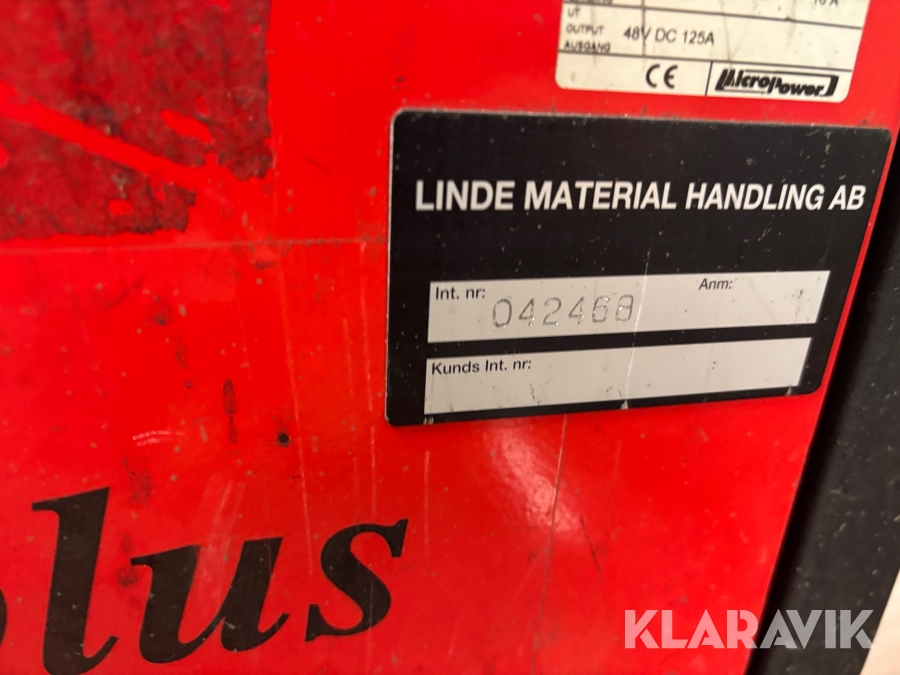 16 A
UT
OUTPUT 48V DC 125A
AUSGANG
CE Micropower
LINDE MATERIAL HANDLING AB
Int. nr: 042468 Anm:
Kunds Int. nr:
plus
KLARAVIK